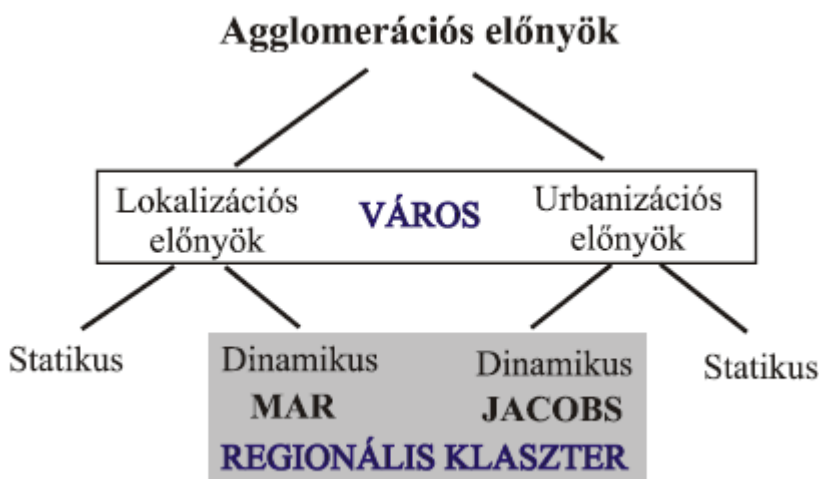 Agglomerációs előnyök
Lokalizációs előnyök
VÁROS
Urbanizációs előnyök
Statikus
Dinamikus
MAR
Dinamikus
JACOBS
Statikus
REGIONÁLIS KLASZTER